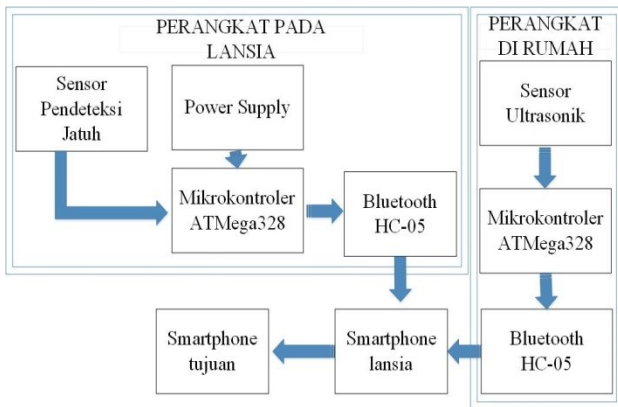 PERANGKAT PADA
LANSIA
Sensor
Pendeteksi
Jatuh
Power Supply
Mikrokontroler
ATMega328
Bluetooth
HC-05
PERANGKAT
DI RUMAH
Sensor
Ultrasonik
Mikrokontroler
ATMega328
Bluetooth
HC-05
Smartphone
lansia
Smartphone
tujuan